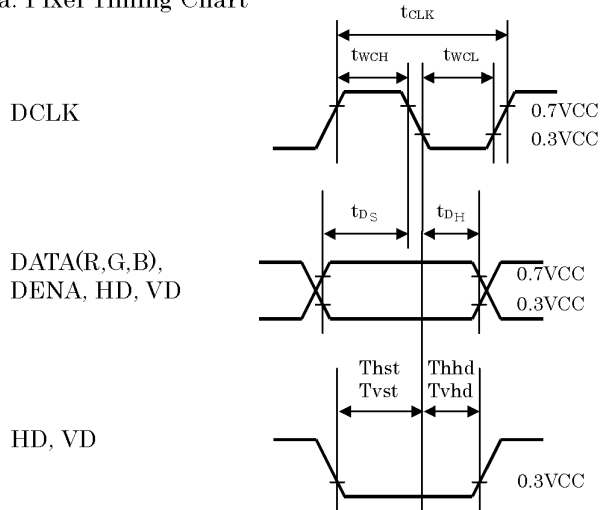 a. Pixel Timing Chart
tCLK
tWCH tWCL
DCLK
0.7VCC
0.3VCC
tDS tDH
DATA(R,G,B),
DENA, HD, VD
0.7VCC
0.3VCC
Thst Thhd
Tvst Tvhd
HD, VD
0.3VCC